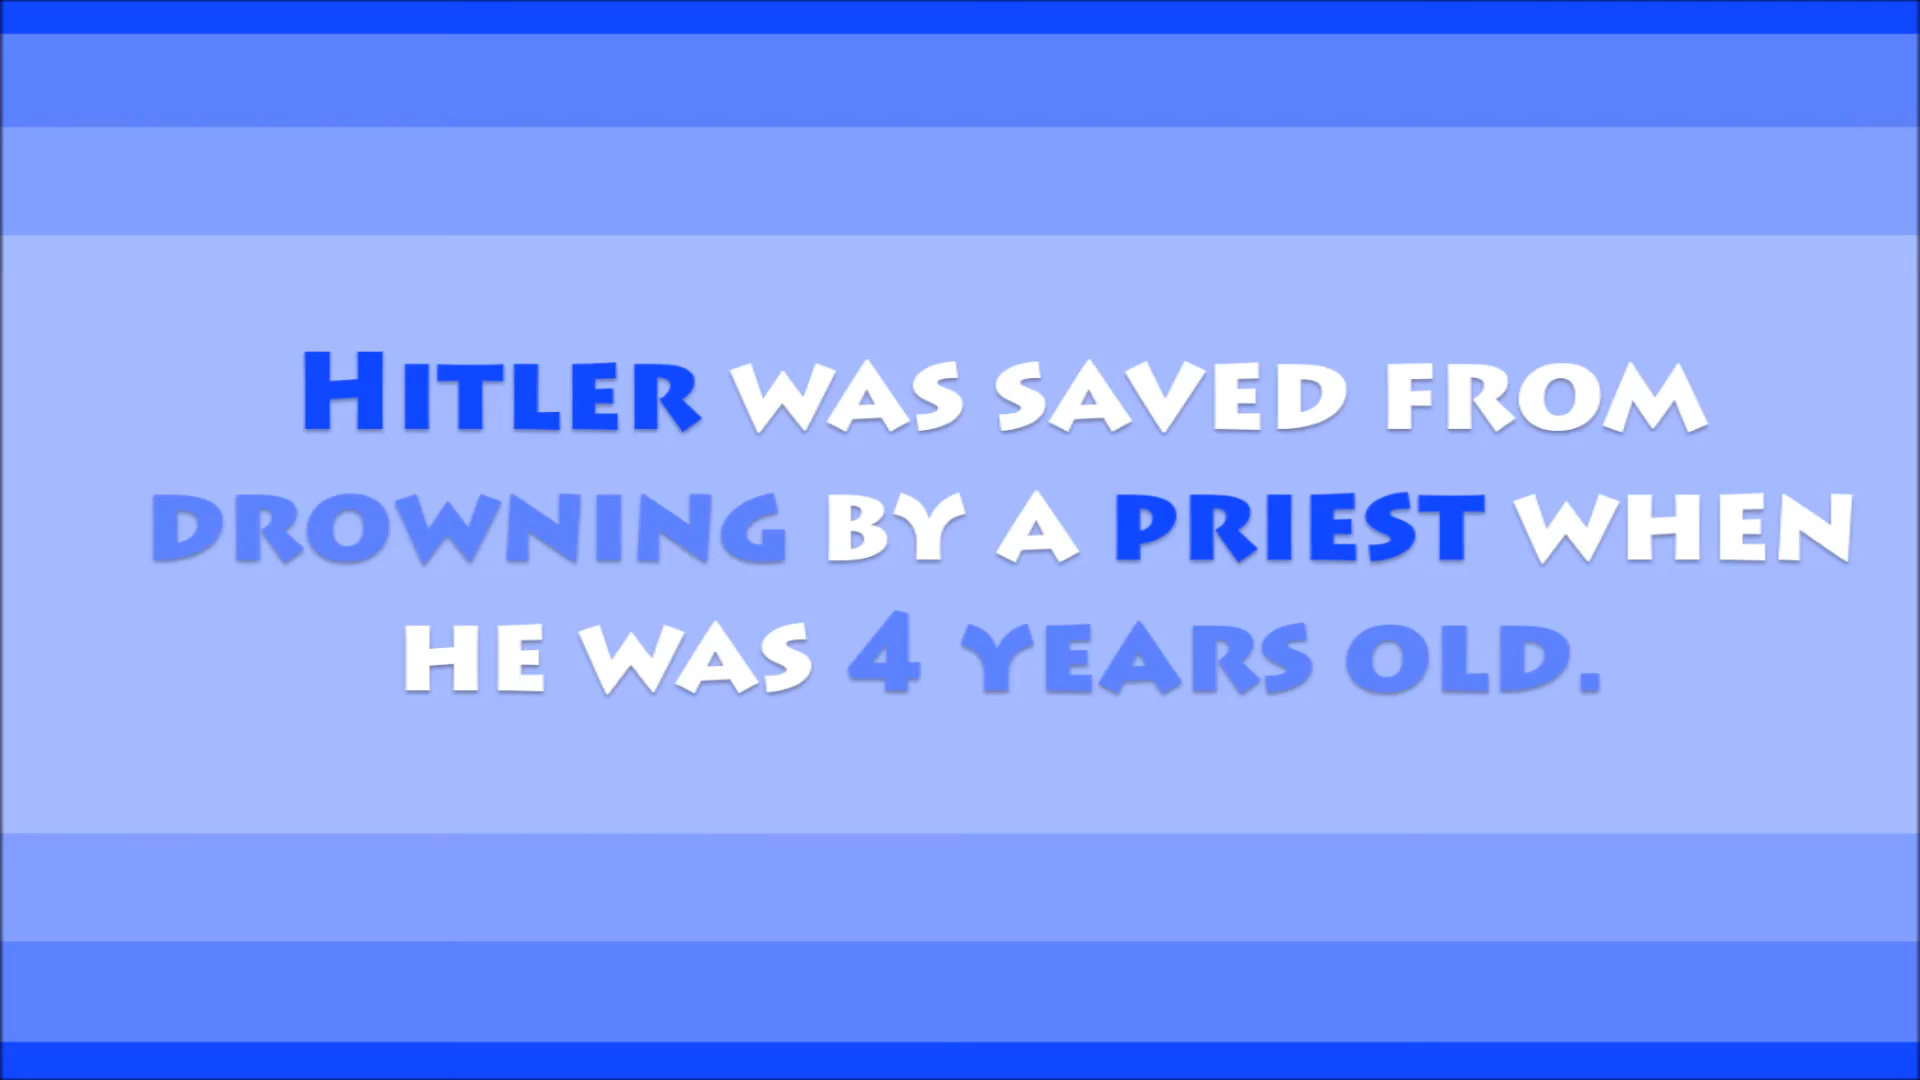 Hitler was saved from
drowning by a priest when
he was 4 years old.